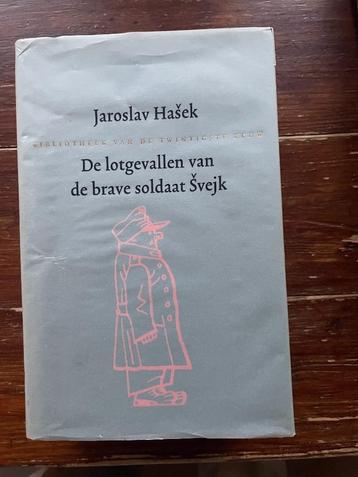 Jaroslav Hašek
BIBLIOTHEEK VAN DE TWINTIGSTE EEUW
De lotgevallen van
de brave soldaat Švejk